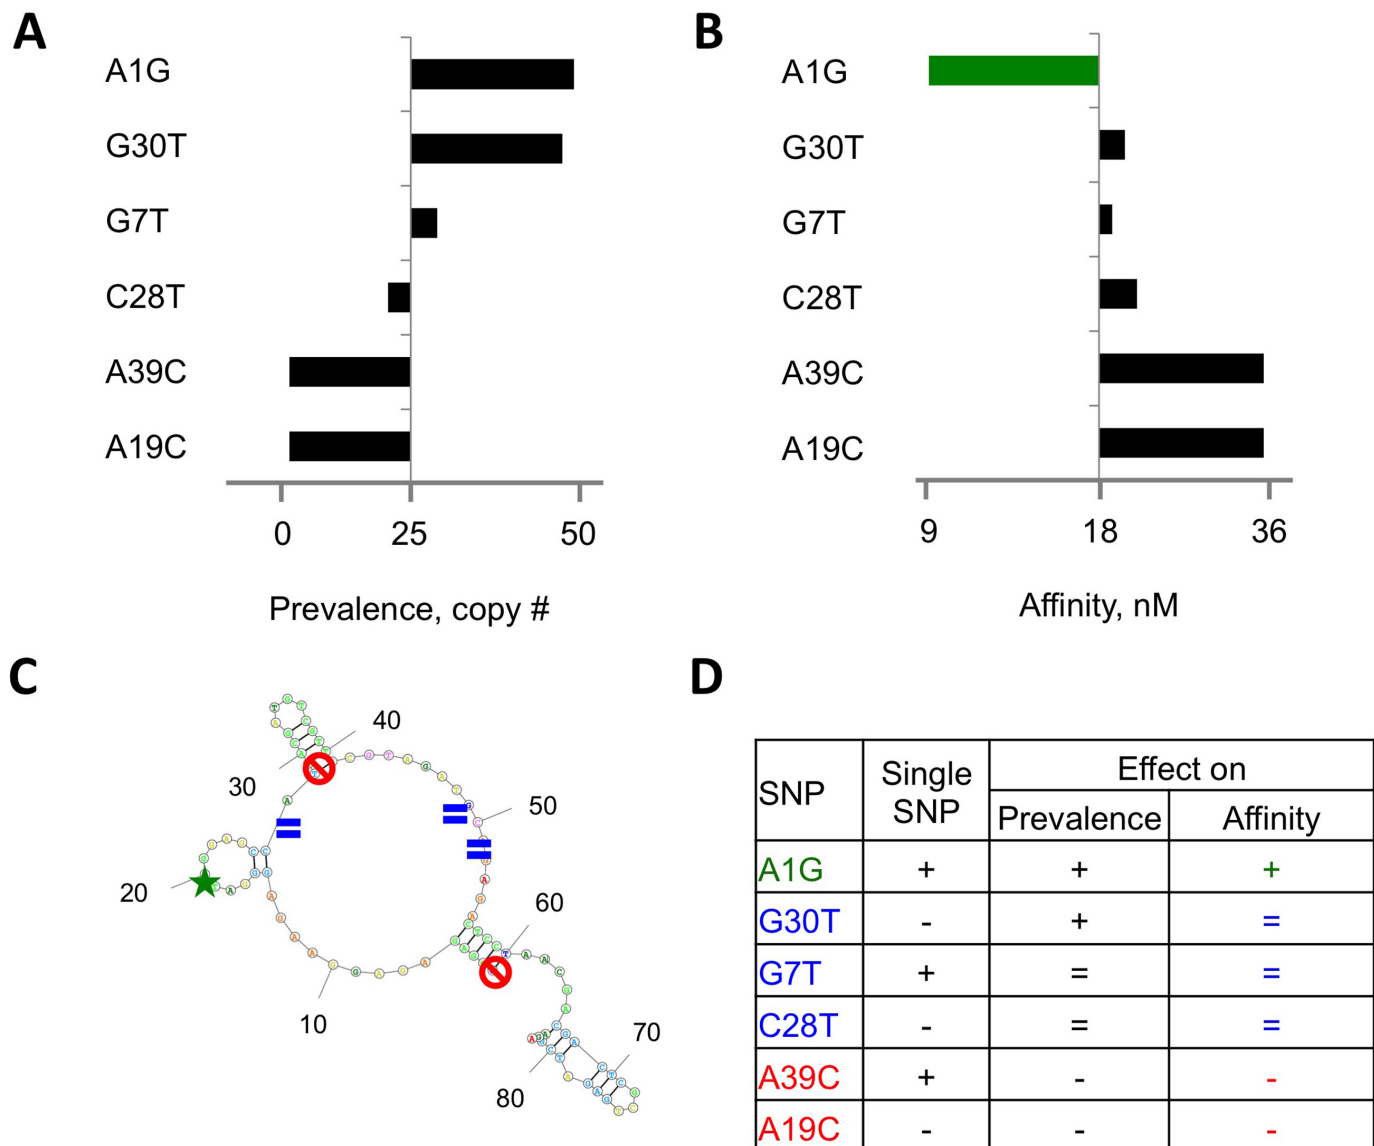 A
A1G
G30T
G7T
C28T
A39C
A19C
0 25 50
Prevalence, copy #
B
A1G
G30T
G7T
C28T
A39C
A19C
9 18 36
Affinity, nM
C
40
30
50
20
60
10
70
80
D
SNP Single SNP Effect on
Prevalence Affinity
A1G + + +
G30T - + =
G7T + = =
C28T - = =
A39C + - -
A19C - - -